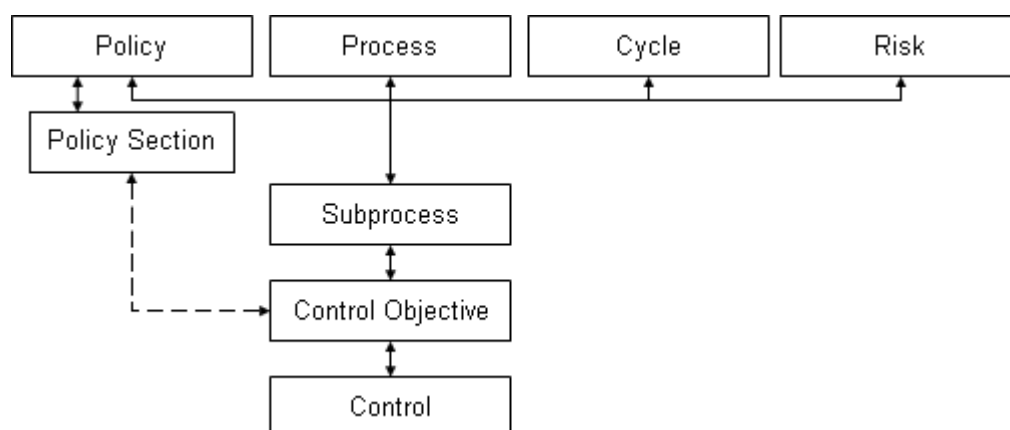 Policy
Process
Cycle
Risk
Policy Section
Subprocess
Control Objective
Control